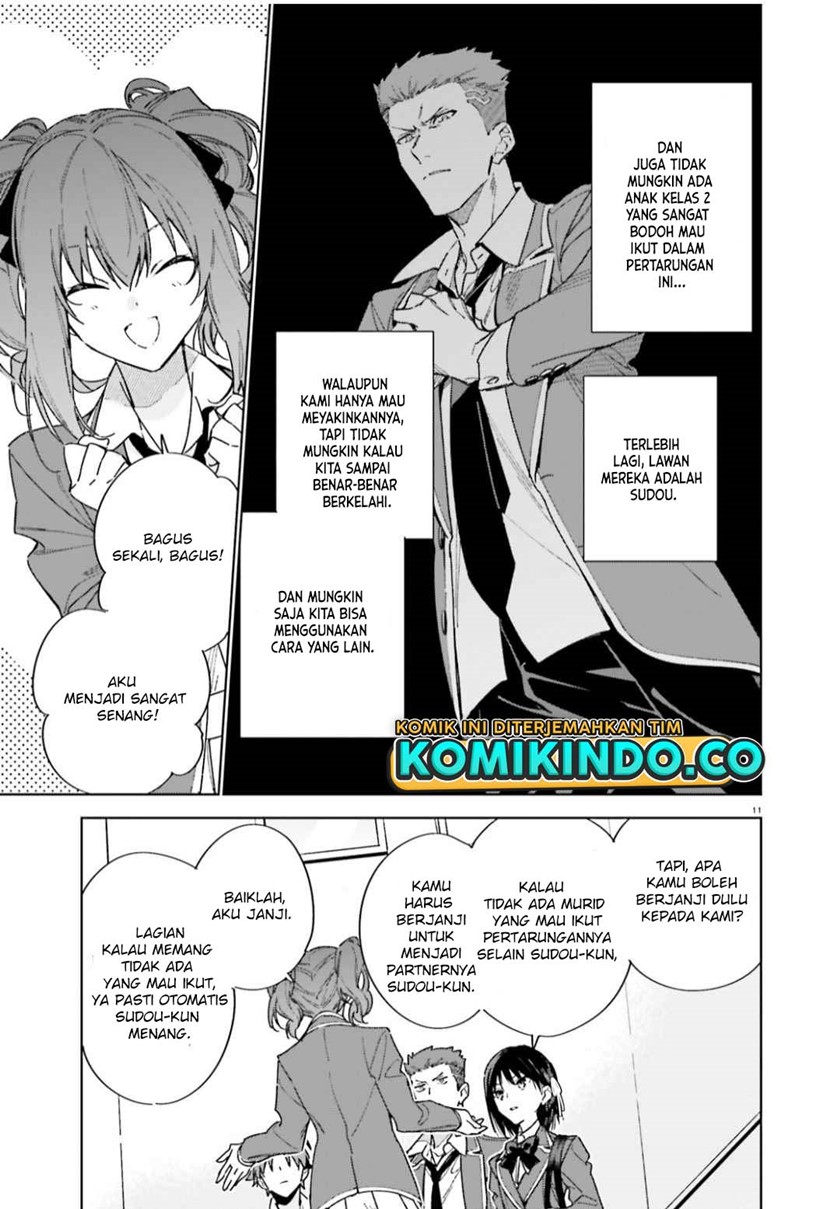 DAN
JUGA TIDAK
MUNGKIN ADA
ANAK KELAS 2
YANG SANGAT
BODOH MAU
IKUT DALAM
PERTARUNGAN
INI...
TERLEBIH
LAGI, LAWAN
MEREKA ADALAH
SUDOU.
WALAUPUN
KAMI HANYA MAU
MEYAKINKANNYA,
TAPI TIDAK
MUNGKIN KALAU
KITA SAMPAI
BENAR-BENAR
BERKELAHI.
DAN MUNGKIN
SAJA KITA BISA
MENGGUNAKAN
CARA YANG LAIN.
BAGUS
SEKALI, BAGUS!
AKU
MENJADI SANGAT
SENANG!
KOMIK INI DITERJEMAHKAN TIM
KOMIKINDO.CO
11
TAPI, APA
KAMU BOLEH
BERJANJI DULU
KEPADA KAMI?
KALAU
TIDAK ADA MURID
YANG MAU IKUT
PERTARUNGANNYA
SELAIN SUDOU-KUN,
KAMU
HARUS
BERJANJI
UNTUK
MENJADI
PARTNERNYA
SUDOU-KUN.
BAIKLAH,
AKU JANJI.
LAGIAN
KALAU MEMANG
TIDAK ADA
YANG MAU IKUT,
YA PASTI OTOMATIS
SUDOU-KUN
MENANG.